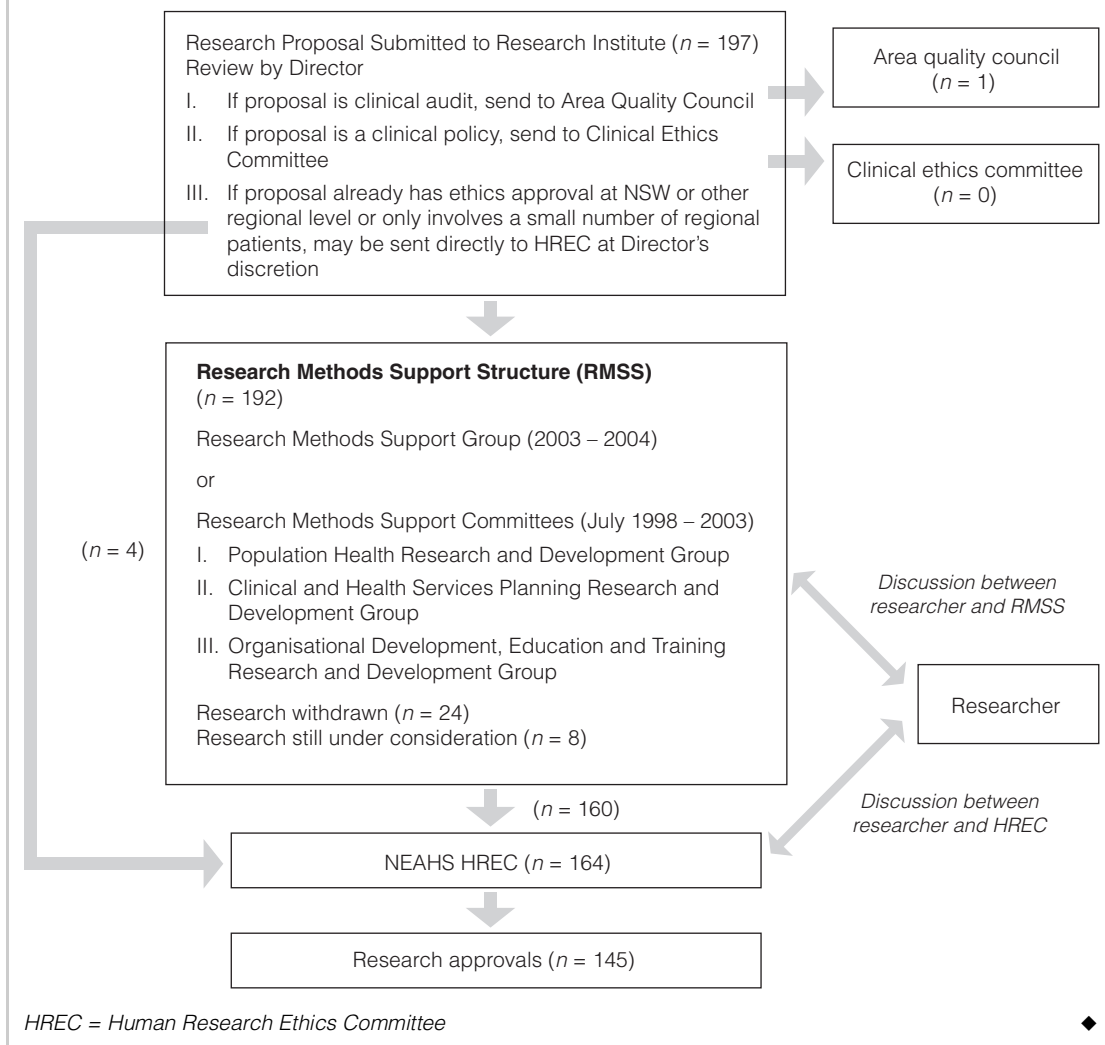 Research Proposal Submitted to Research Institute (n = 197)
Review by Director
I. If proposal is clinical audit, send to Area Quality Council
II. If proposal is a clinical policy, send to Clinical Ethics
Committee
III. If proposal already has ethics approval at NSW or other
regional level or only involves a small number of regional
patients, may be sent directly to HREC at Director’s
discretion
Area quality council
(n = 1)
Clinical ethics committee
(n = 0)
Research Methods Support Structure (RMSS)
(n = 192)
Research Methods Support Group (2003 – 2004)
or
Research Methods Support Committees (July 1998 – 2003)
I. Population Health Research and Development Group
II. Clinical and Health Services Planning Research and
Development Group
III. Organisational Development, Education and Training
Research and Development Group
Research withdrawn (n = 24)
Research still under consideration (n = 8)
(n = 4)
Discussion between
researcher and RMSS
Researcher
Discussion between
researcher and HREC
(n = 160)
NEAHS HREC (n = 164)
Research approvals (n = 145)
HREC = Human Research Ethics Committee